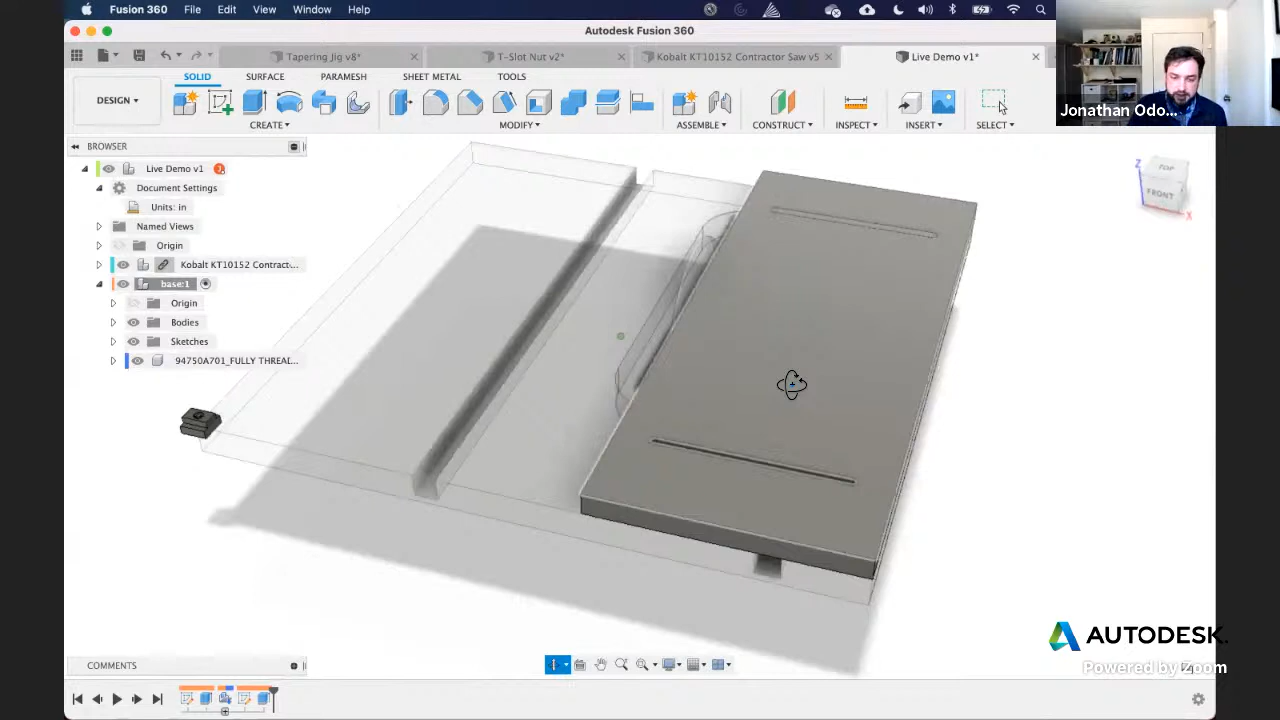 Fusion 360 File Edit View Window Help
Autodesk Fusion 360
Tapering Jig v8* T-Slot Nut v2* Kobalt KT10152 Contractor Saw v5 Live Demo v1*
SOLID SURFACE PARAMESH SHEET METAL TOOLS
DESIGN
CREATE MODIFY ASSEMBLE CONSTRUCT INSPECT INSERT SELECT
Jonathan Odo...
BROWSER
Live Demo v1
Document Settings
Units: in
Named Views
Origin
Kobalt KT10152 Contract...
base:1
Origin
Bodies
Sketches
94750A701_FULLY THREAD...
TOP
FRONT
Z
X
COMMENTS
AUTODESK.
Powered by Zoom